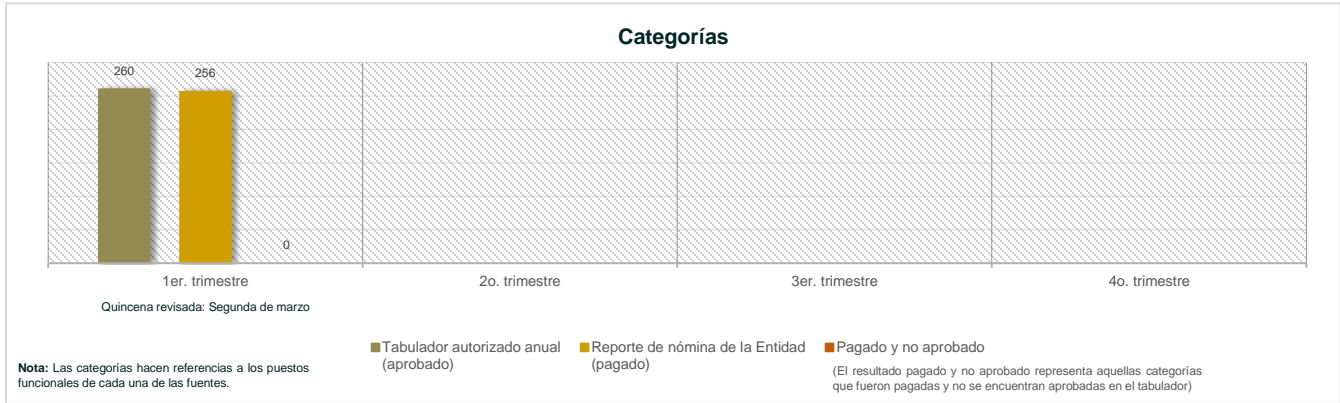 Categorías
260
256
0
1er. trimestre
2o. trimestre
3er. trimestre
4o. trimestre
Quincena revisada: Segunda de marzo
Tabulador autorizado anual
(aprobado)
Reporte de nómina de la Entidad
(pagado)
Pagado y no aprobado
(El resultado pagado y no aprobado representa aquellas categorías
que fueron pagadas y no se encuentran aprobadas en el tabulador)
Nota: Las categorías hacen referencias a los puestos
funcionales de cada una de las fuentes.